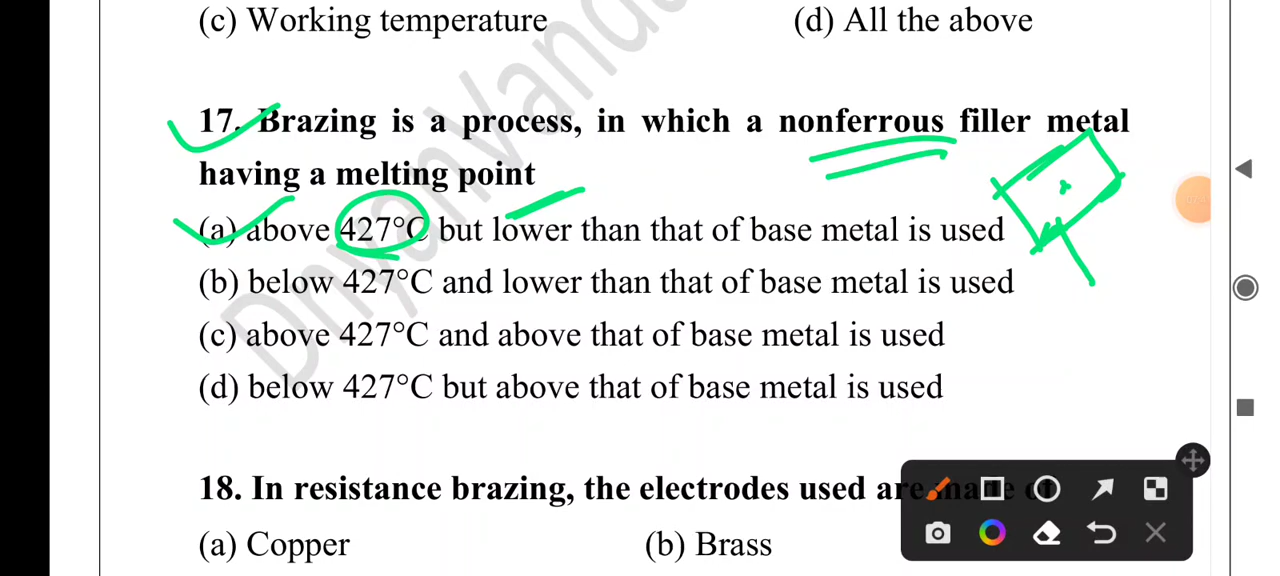 (c) Working temperature (d) All the above
17. Brazing is a process, in which a nonferrous filler metal
having a melting point
(a) above 427°C but lower than that of base metal is used
(b) below 427°C and lower than that of base metal is used
(c) above 427°C and above that of base metal is used
(d) below 427°C but above that of base metal is used
18. In resistance brazing, the electrodes used are made of
(a) Copper (b) Brass